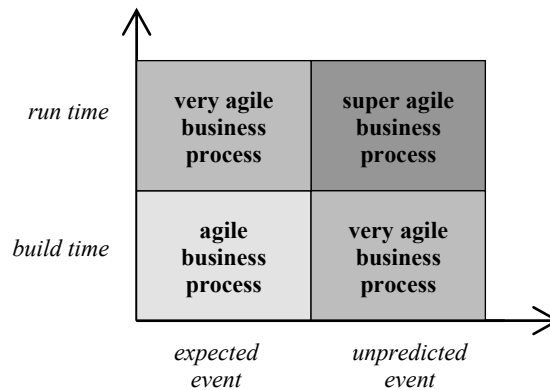 run time
very agile
business
process
super agile
business
process
build time
agile
business
process
very agile
business
process
expected
event
unpredicted
event